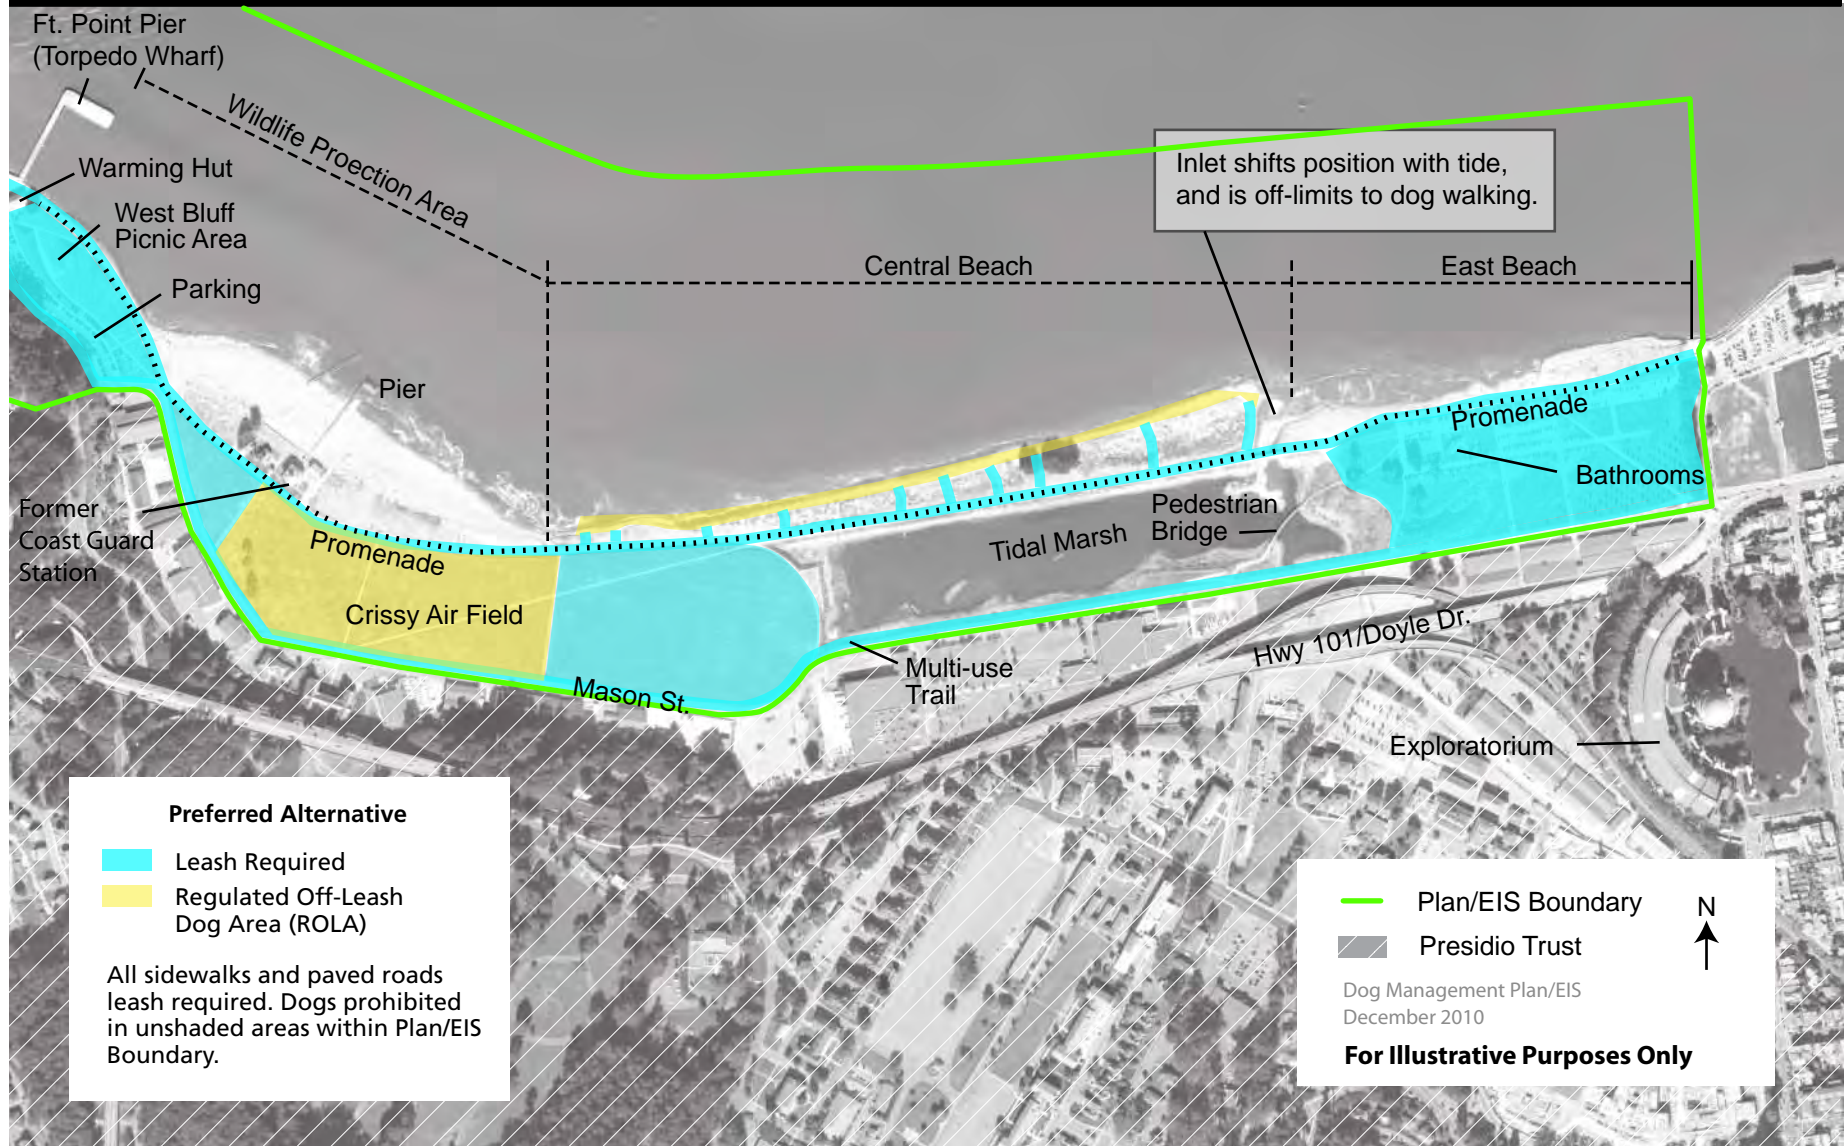 Ft. Point Pier
(Torpedo Wharf)
Wildlife Proection Area
Warming Hut
West Bluff
Picnic Area
Parking
Inlet shifts position with tide,
and is off-limits to dog walking.
Central Beach
East Beach
Pier
Promenade
Bathrooms
Former
Coast Guard
Station
Promenade
Pedestrian
Bridge
Tidal Marsh
Crissy Air Field
Multi-use
Trail
Mason St.
Hwy 101/Doyle Dr.
Exploratorium
Preferred Alternative
Leash Required
Regulated Off-Leash
Dog Area (ROLA)
All sidewalks and paved roads
leash required. Dogs prohibited
in unshaded areas within Plan/EIS
Boundary.
Plan/EIS Boundary
Presidio Trust
N
Dog Management Plan/EIS
December 2010
For Illustrative Purposes Only